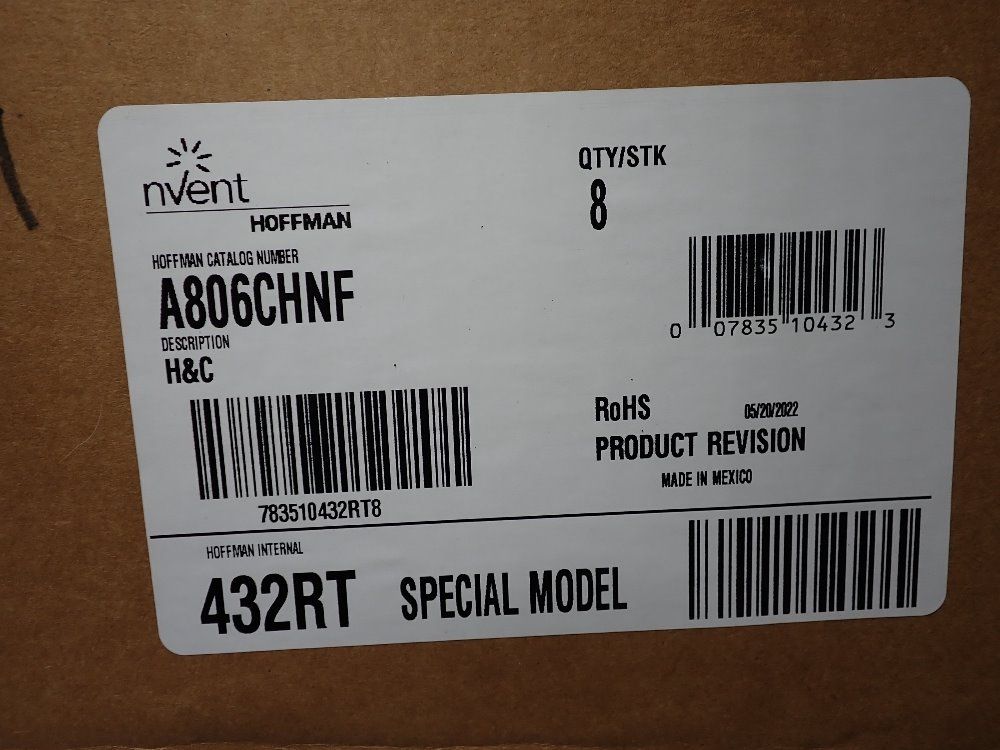 nVent
HOFFMAN
HOFFMAN CATALOG NUMBER
A806CHNF
DESCRIPTION
H&C
783510432RT8
QTY/STK
8
0 07835 10432 3
RoHS 05/20/2022
PRODUCT REVISION
MADE IN MEXICO
HOFFMAN INTERNAL
432RT SPECIAL MODEL